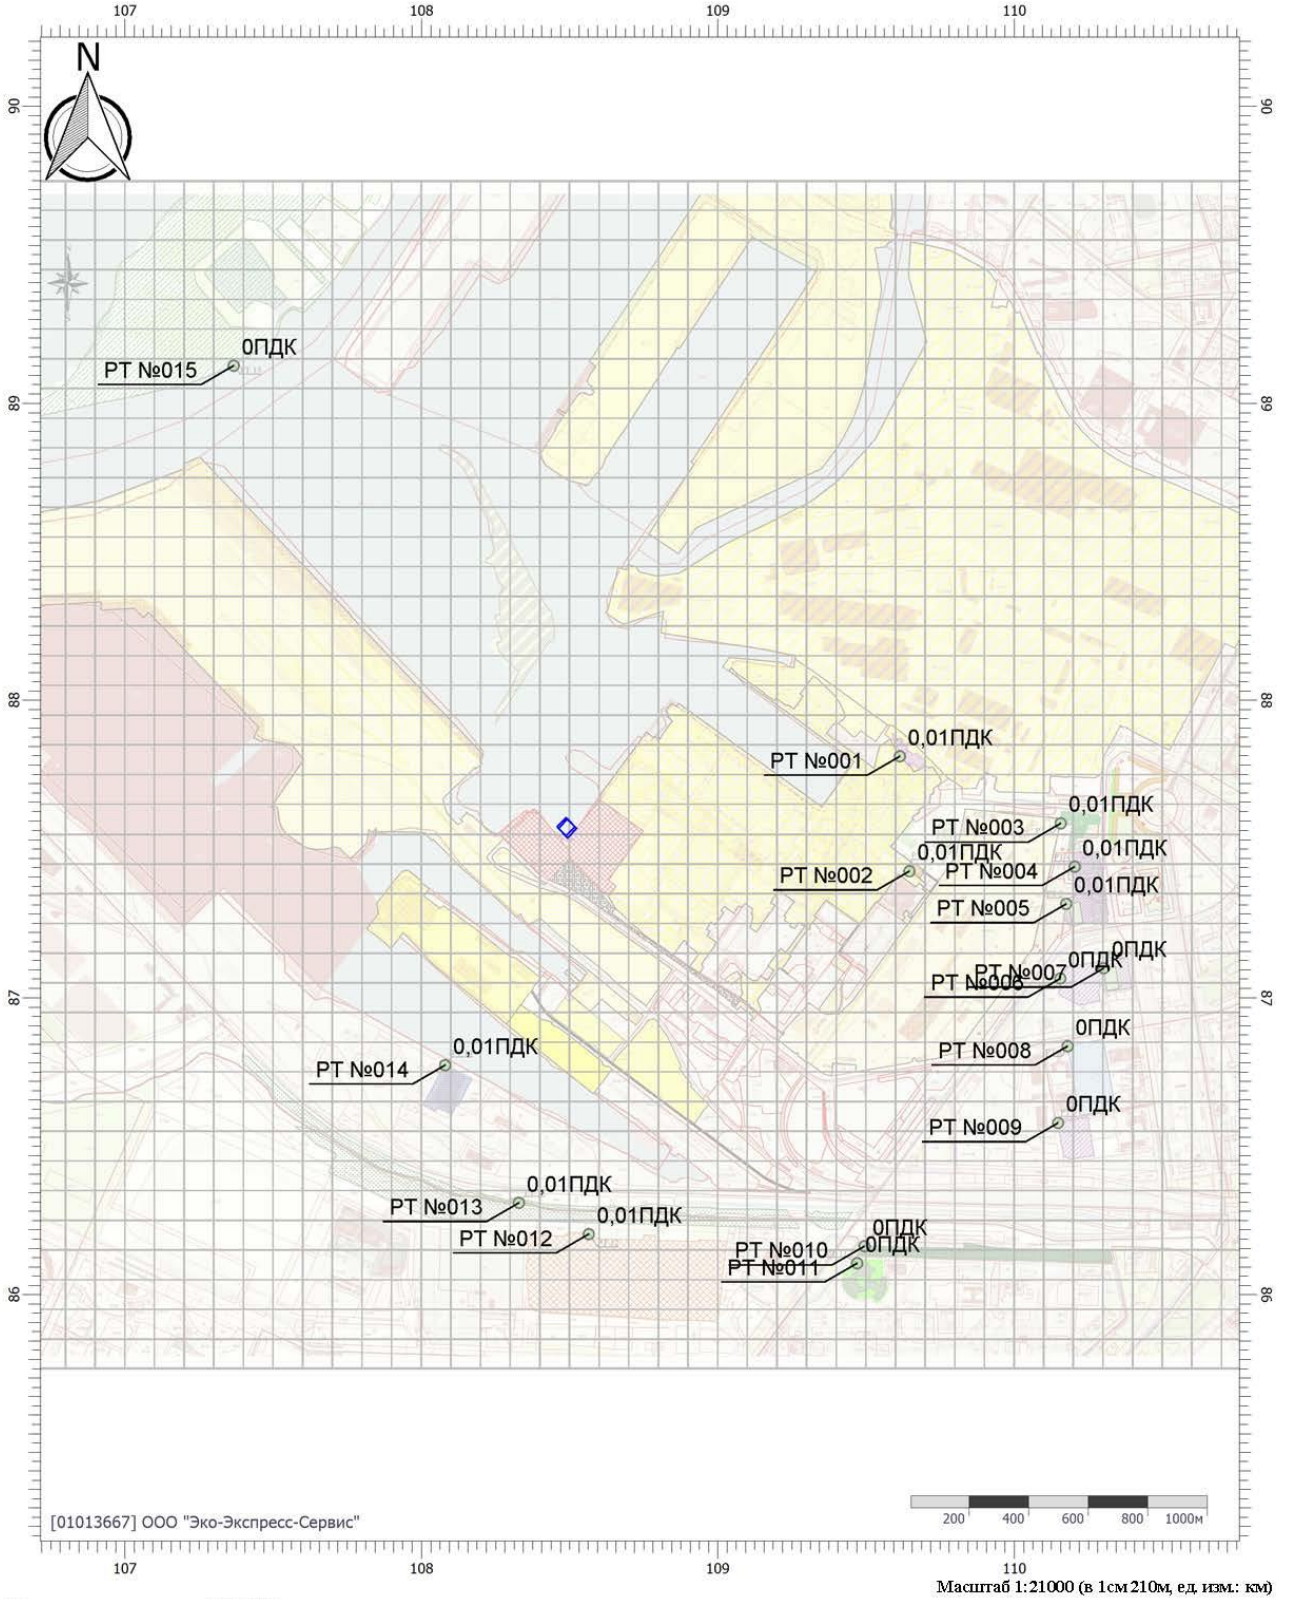 107 108 109 110
N
90 90
0ПДК
РТ №015
89 89
88 88
0,01ПДК
РТ №001
0,01ПДК
РТ №003
0,01ПДК
0,01ПДК
РТ №002
РТ №004
0,01ПДК
РТ №005
0ПДК
0ПДК
РТ №007
РТ №006
87 87
0ПДК
РТ №008
0,01ПДК
РТ №014
0ПДК
РТ №009
0,01ПДК
РТ №013
0,01ПДК
РТ №012
0ПДК
РТ №010
0ПДК
РТ №011
86 86
200 400 600 800 1000м
[01013667] ООО "Эко-Экспресс-Сервис"
107 108 109 110
Масштаб 1:21000 (в 1см 210м, ед. изм.: км)